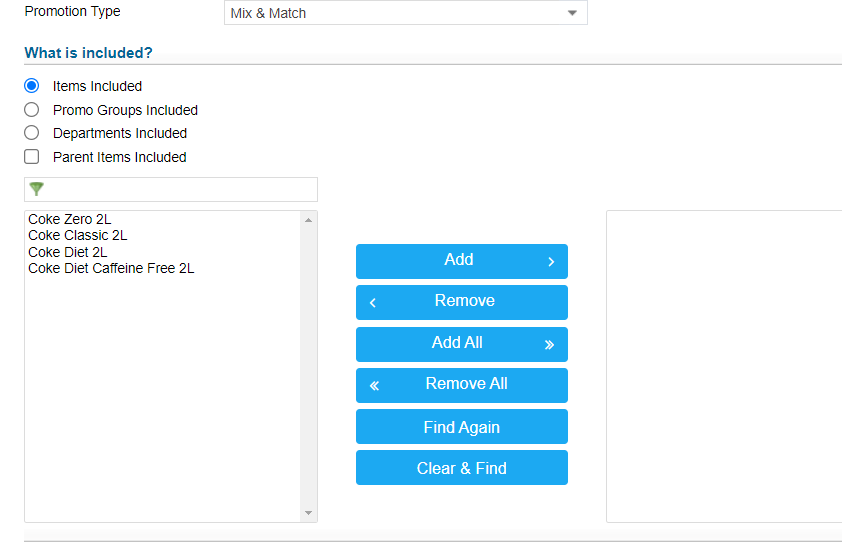 Promotion Type
Mix & Match
What is included?
Items Included
Promo Groups Included
Departments Included
Parent Items Included
Coke Zero 2L
Coke Classic 2L
Coke Diet 2L
Coke Diet Caffeine Free 2L
Add
Remove
Add All
Remove All
Find Again
Clear & Find